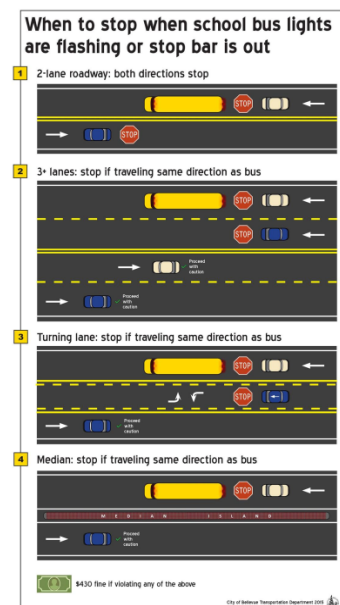 When to stop when school bus lights
are flashing or stop bar is out
1 2-lane roadway: both directions stop
STOP
STOP
2 3+ lanes: stop if traveling same direction as bus
STOP
STOP
Proceed
with
caution
Proceed
with
caution
3 Turning lane: stop if traveling same direction as bus
STOP
STOP
Proceed
with
caution
4 Median: stop if traveling same direction as bus
STOP
MEDIAN ISLAND
Proceed
with
caution
$430 fine if violating any of the above
City of Bellevue Transportation Department 2015